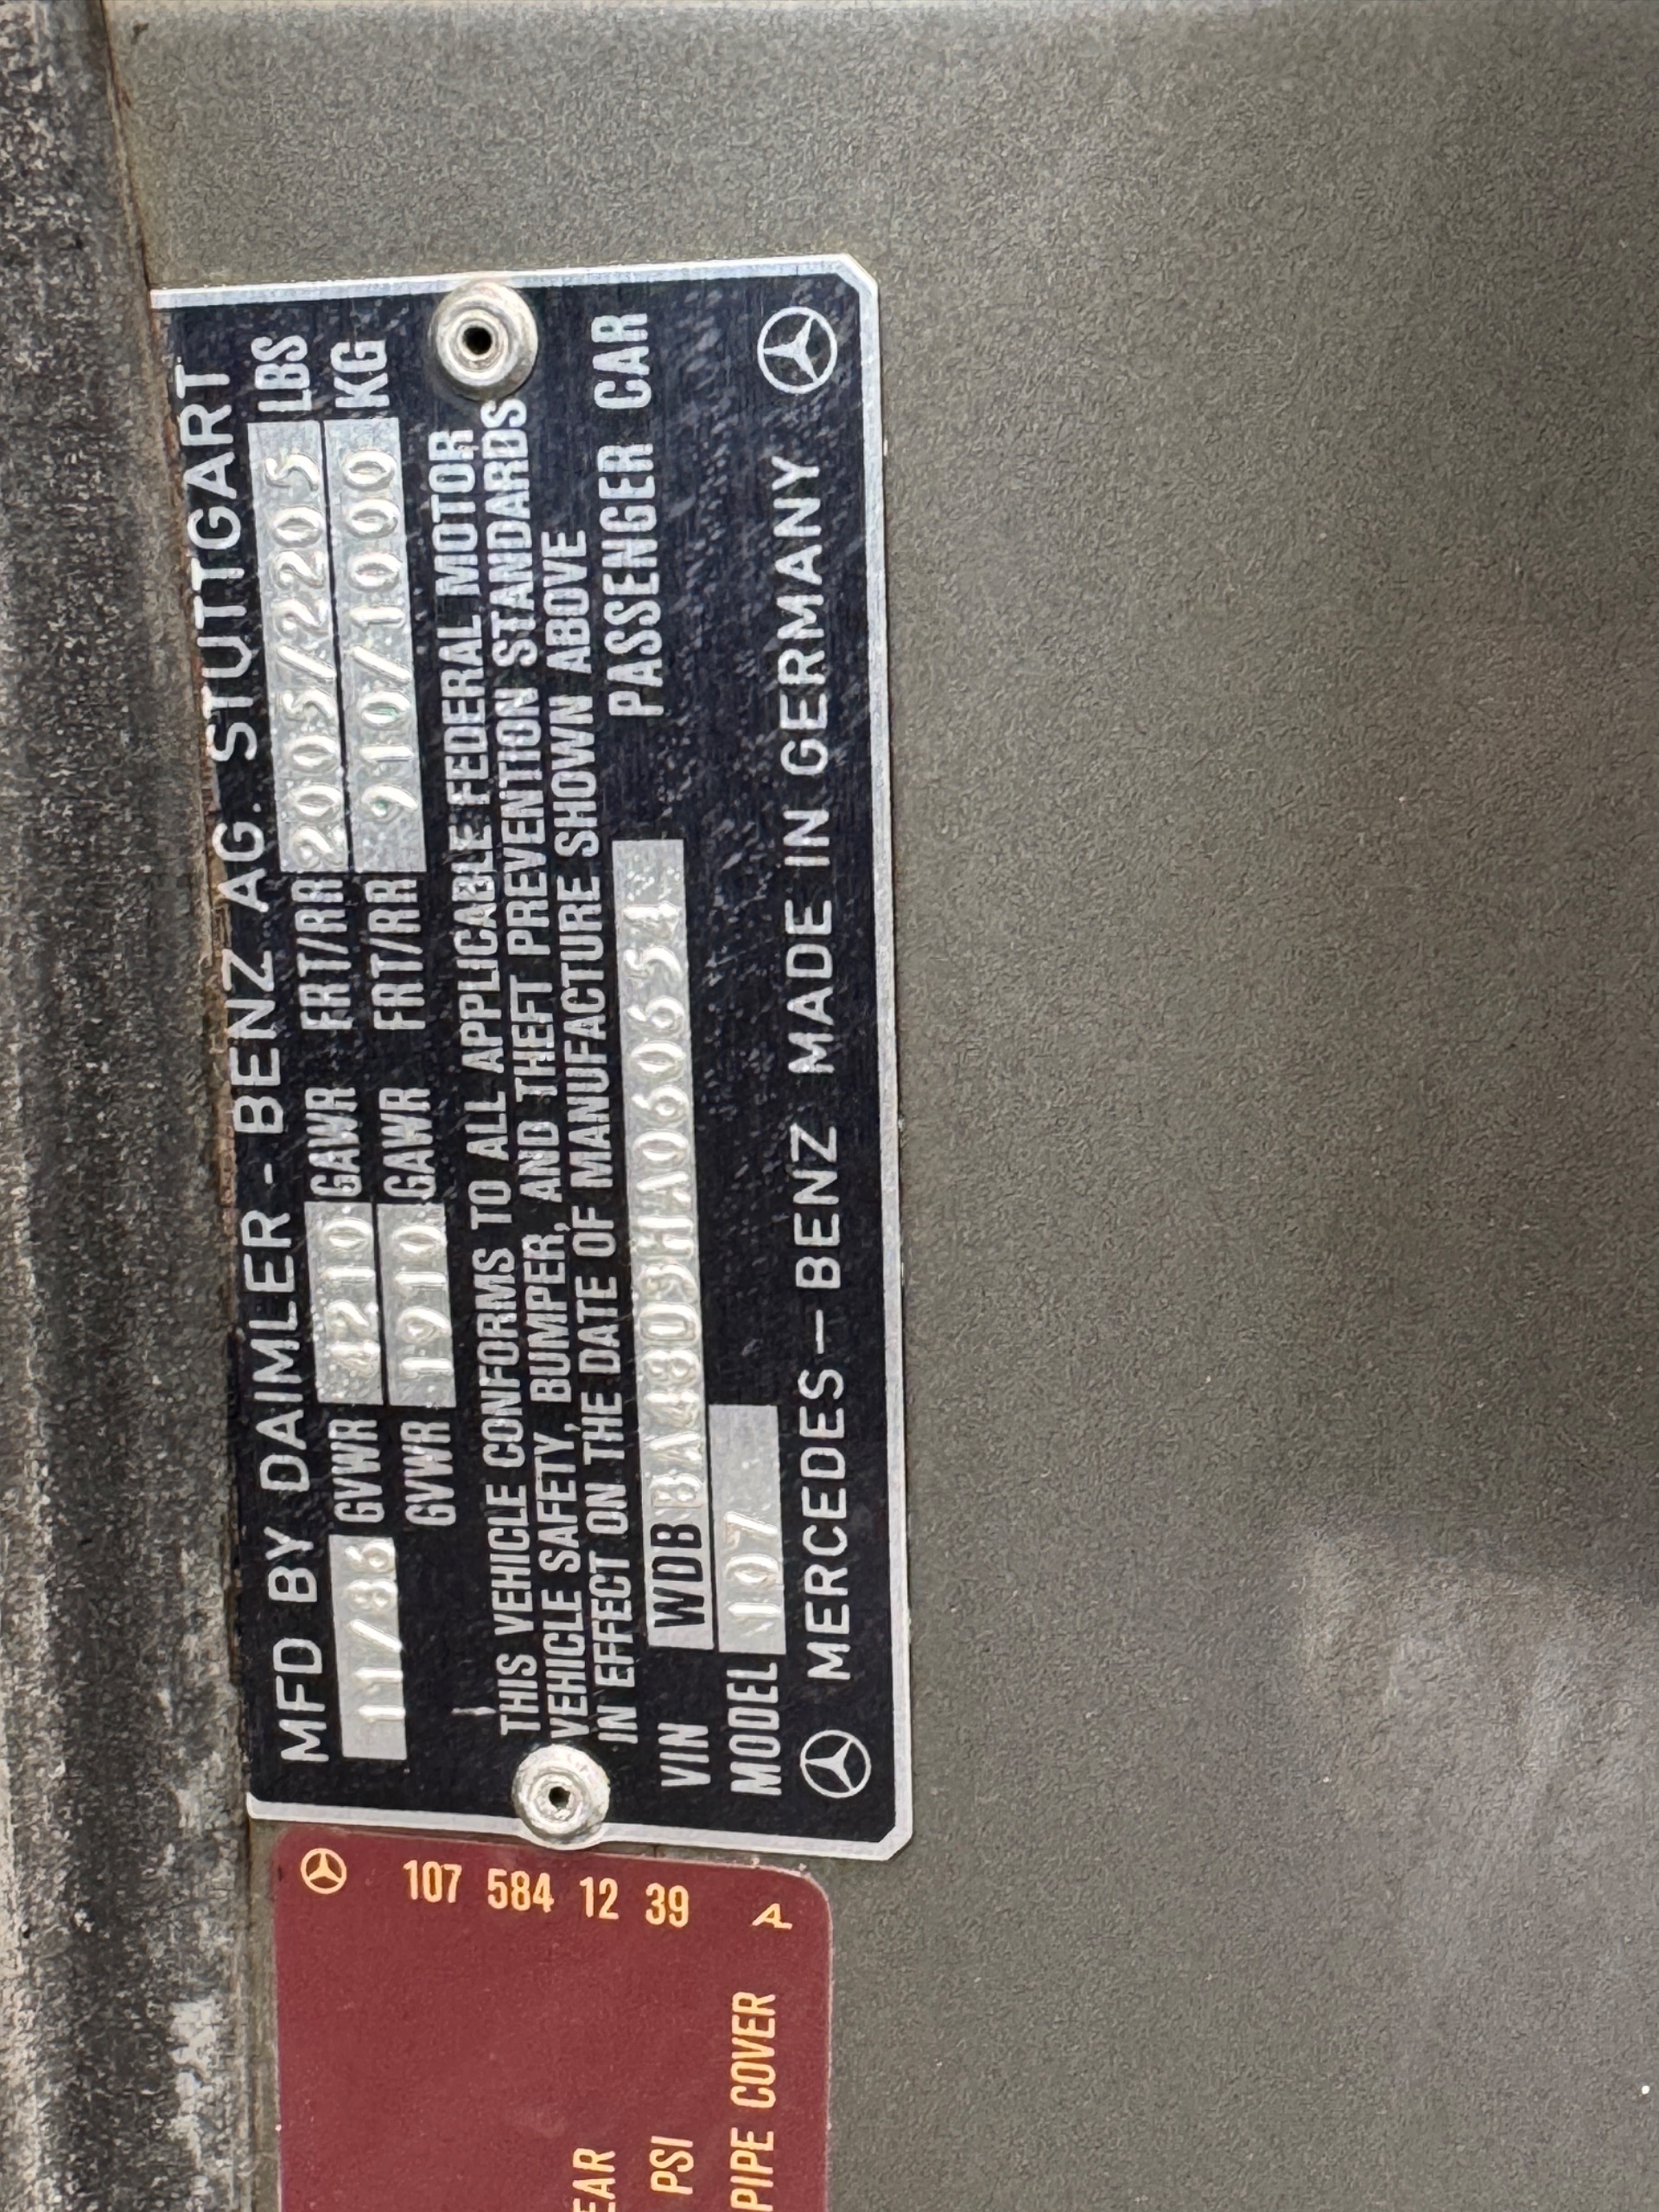 MFD BY DAIMLER - BENZ AG. STUTTGART
11/86 GVWR 4210 GAWR FRT/RR 2005/2205 LBS
GVWR 1910 GAWR FRT/RR 910/1000 KG
THIS VEHICLE CONFORMS TO ALL APPLICABLE FEDERAL MOTOR
VEHICLE SAFETY, BUMPER, AND THEFT PREVENTION STANDARDS
IN EFFECT ON THE DATE OF MANUFACTURE SHOWN ABOVE
VIN WDB BA48D3HA060654 PASSENGER CAR
MODEL 107
MERCEDES–BENZ MADE IN GERMANY
107 584 12 39 A
EAR
PSI
PIPE COVER